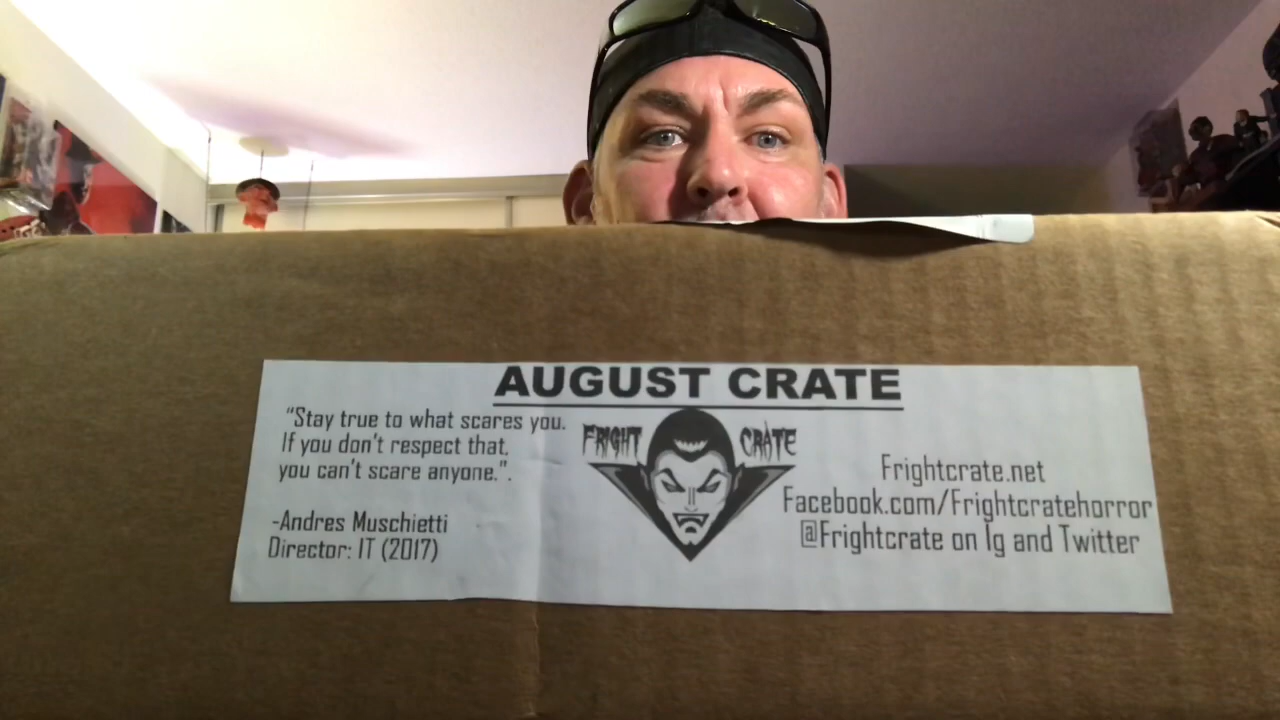 AUGUST CRATE
"Stay true to what scares you.
If you don't respect that,
you can't scare anyone.".
-Andres Muschietti
Director: IT (2017)
FRIGHT CRATE
Frightcrate.net
Facebook.com/Frightcratehorror
@Frightcrate on Ig and Twitter